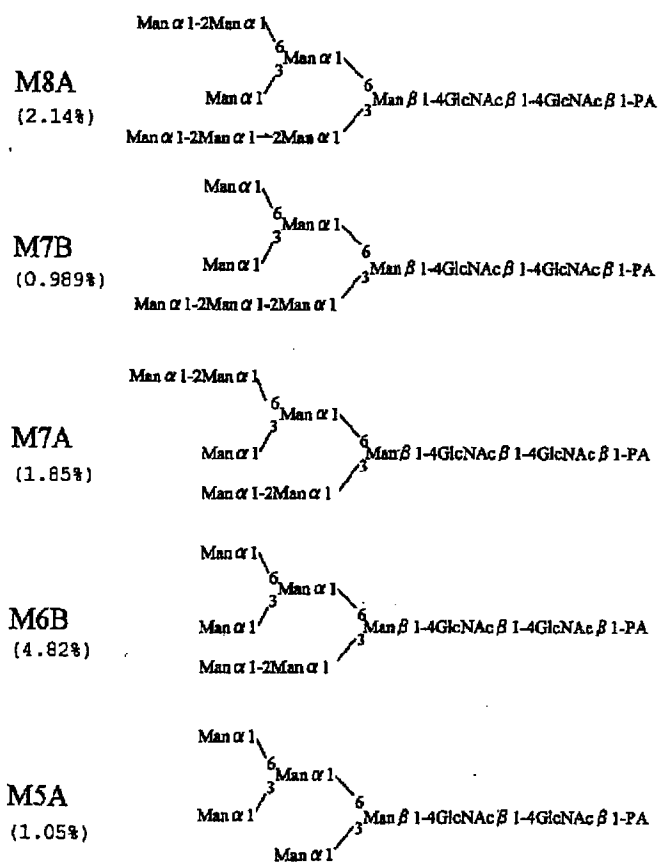 Man α 1-2Man α 1
6
Man α 1
M8A
3
6
Man α 1
Man β 1-4GlcNAc β 1-4GlcNAc β 1-PA
(2.14%)
3
Man α 1-2Man α 1-2Man α 1
Man α 1
6
Man α 1
M7B
3
6
Man α 1
Man β 1-4GlcNAc β 1-4GlcNAc β 1-PA
(0.989%)
3
Man α 1-2Man α 1-2Man α 1
Man α 1-2Man α 1
6
Man α 1
M7A
3
6
Man α 1
Man β 1-4GlcNAc β 1-4GlcNAc β 1-PA
(1.85%)
3
Man α 1-2Man α 1
Man α 1
6
Man α 1
M6B
3
6
Man α 1
Man β 1-4GlcNAc β 1-4GlcNAc β 1-PA
(4.82%)
3
Man α 1-2Man α 1
Man α 1
6
Man α 1
M5A
3
6
Man α 1
Man β 1-4GlcNAc β 1-4GlcNAc β 1-PA
(1.05%)
3
Man α 1